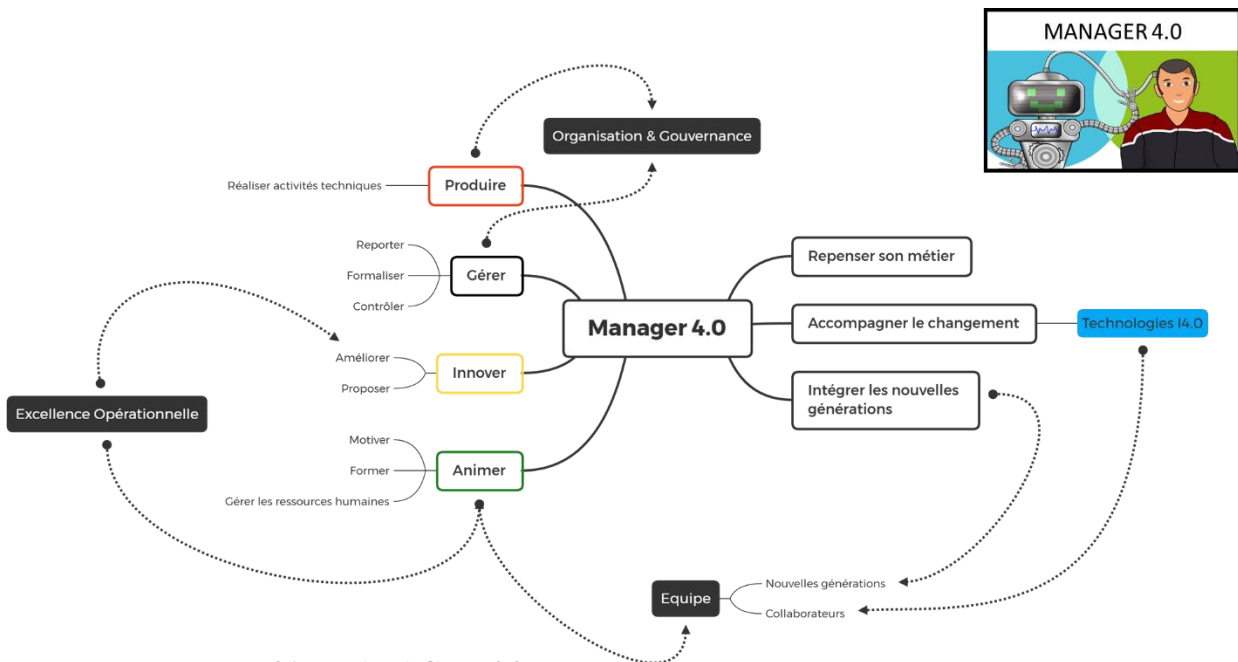 MANAGER 4.0
Organisation & Gouvernance
Réaliser activités techniques
Produire
Reporter
Formaliser
Contrôler
Gérer
Améliorer
Proposer
Innover
Excellence Opérationnelle
Motiver
Former
Gérer les ressources humaines
Animer
Manager 4.0
Repenser son métier
Accompagner le changement
Technologies I4.0
Intégrer les nouvelles
générations
Equipe
Nouvelles générations
Collaborateurs